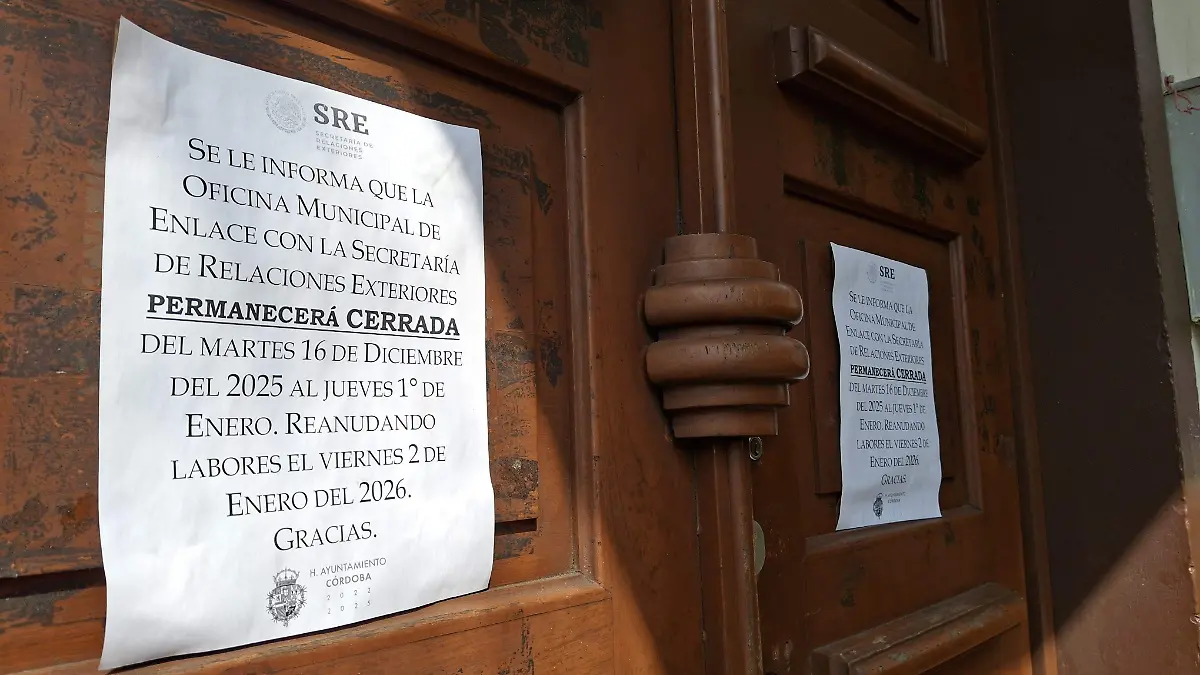 SRE
SECRETARÍA DE
RELACIONES
EXTERIORES
SE LE INFORMA QUE LA
OFICINA MUNICIPAL DE
ENLACE CON LA SECRETARÍA
DE RELACIONES EXTERIORES
PERMANECERÁ CERRADA
DEL MARTES 16 DE DICIEMBRE
DEL 2025 AL JUEVES 1° DE
ENERO. REANUDANDO
LABORES EL VIERNES 2 DE
ENERO DEL 2026.
GRACIAS.
H. AYUNTAMIENTO
CÓRDOBA
2022
2025
SRE
SE LE INFORMA QUE LA
OFICINA MUNICIPAL DE
ENLACE CON LA SECRETARÍA
DE RELACIONES EXTERIORES
PERMANECERÁ CERRADA
DEL MARTES 16 DE DICIEMBRE
DEL 2025 AL JUEVES 1° DE
ENERO. REANUDANDO
LABORES EL VIERNES 2 DE
ENERO DEL 2026.
GRACIAS.
H. AYUNTAMIENTO
CÓRDOBA